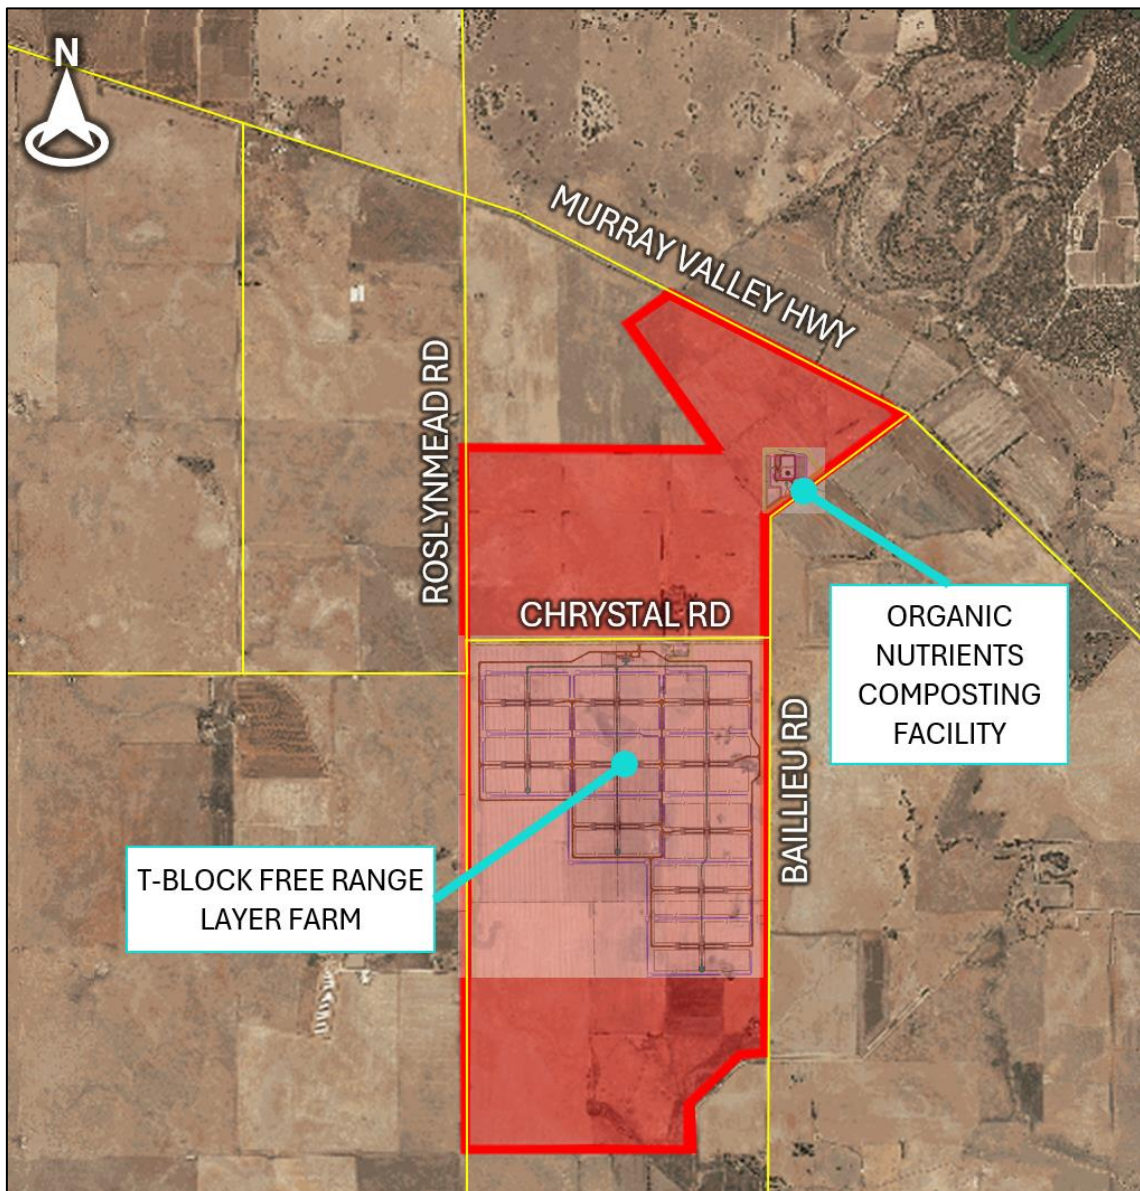 N
MURRAY VALLEY HWY
ROSLYNMEAD RD
CHRYSTAL RD
ORGANIC
NUTRIENTS
COMPOSTING
FACILITY
BAILLIEU RD
T-BLOCK FREE RANGE
LAYER FARM